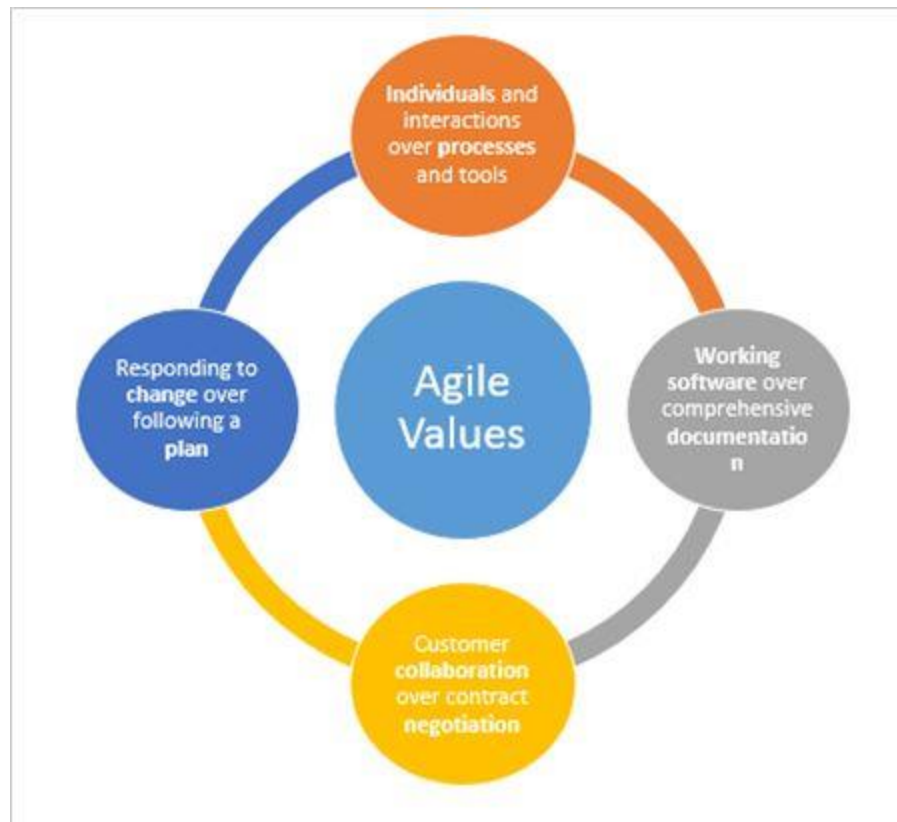 Individuals and
interactions
over processes
and tools
Agile
Values
Responding to
change over
following a
plan
Working
software over
comprehensive
documentatio
n
Customer
collaboration
over contract
negotiation